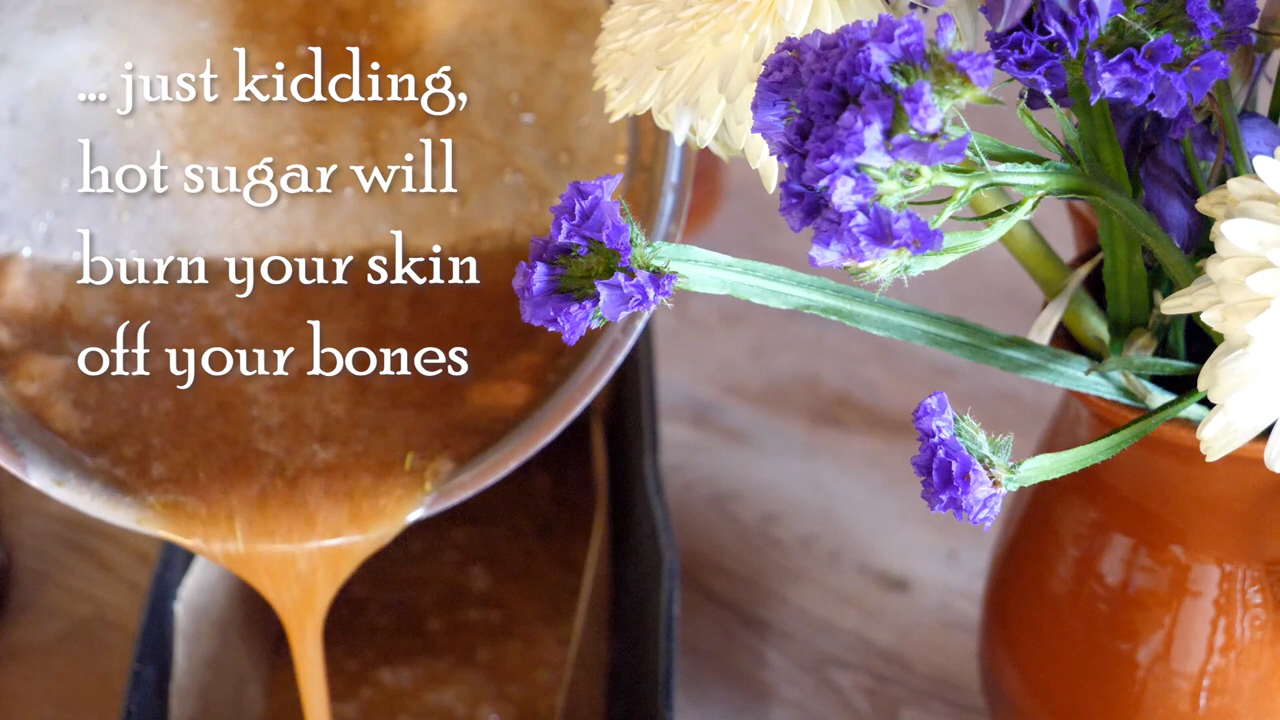 ... just kidding,
hot sugar will
burn your skin
off your bones